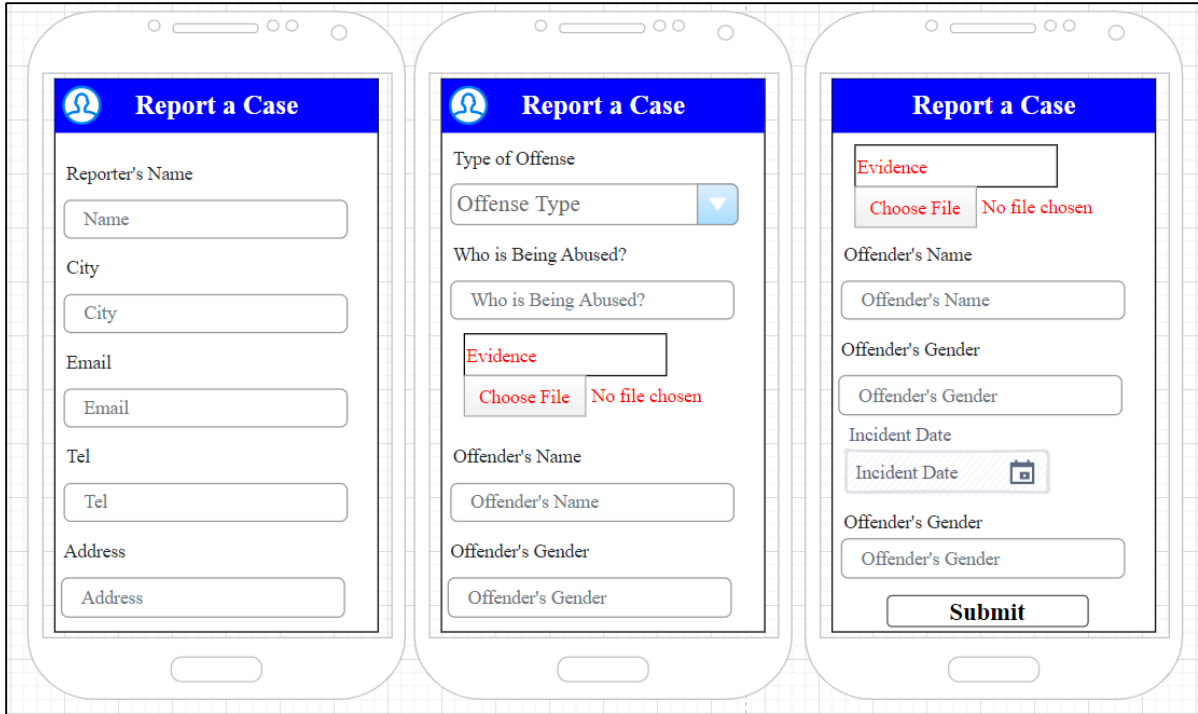 Report a Case
Reporter's Name
Name
City
City
Email
Email
Tel
Tel
Address
Address
Report a Case
Type of Offense
Offense Type
Who is Being Abused?
Who is Being Abused?
Evidence
Choose File No file chosen
Offender's Name
Offender's Name
Offender's Gender
Offender's Gender
Report a Case
Evidence
Choose File No file chosen
Offender's Name
Offender's Name
Offender's Gender
Offender's Gender
Incident Date
Incident Date
Offender's Gender
Offender's Gender
Submit